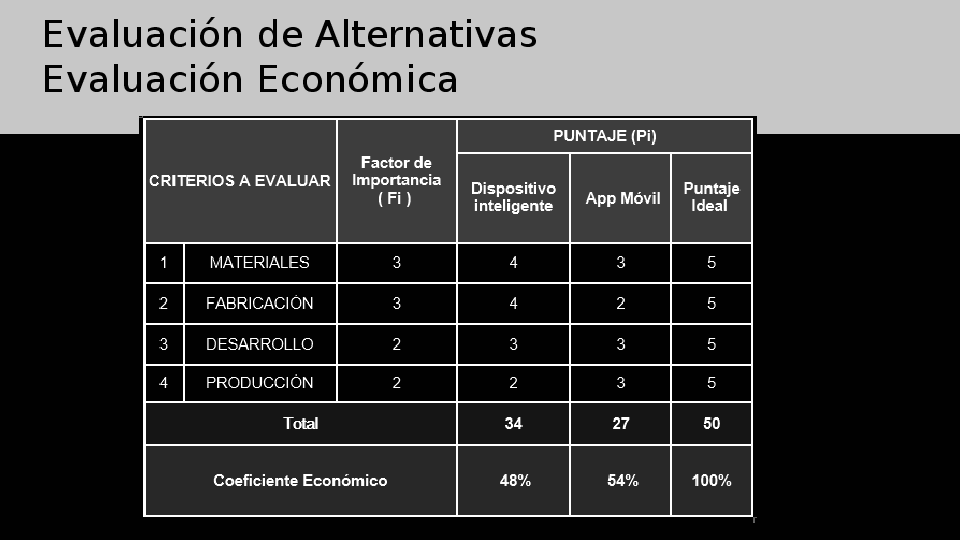 Evaluación de Alternativas
Evaluación Económica
CRITERIOS A EVALUAR
Factor de
Importancia
( Fi )
PUNTAJE (Pi)
Dispositivo
inteligente
App Móvil
Puntaje
Ideal
1 MATERIALES 3 4 3 5
2 FABRICACIÓN 3 4 2 5
3 DESARROLLO 2 3 3 5
4 PRODUCCIÓN 2 2 3 5
Total 34 27 50
Coeficiente Económico 48% 54% 100%